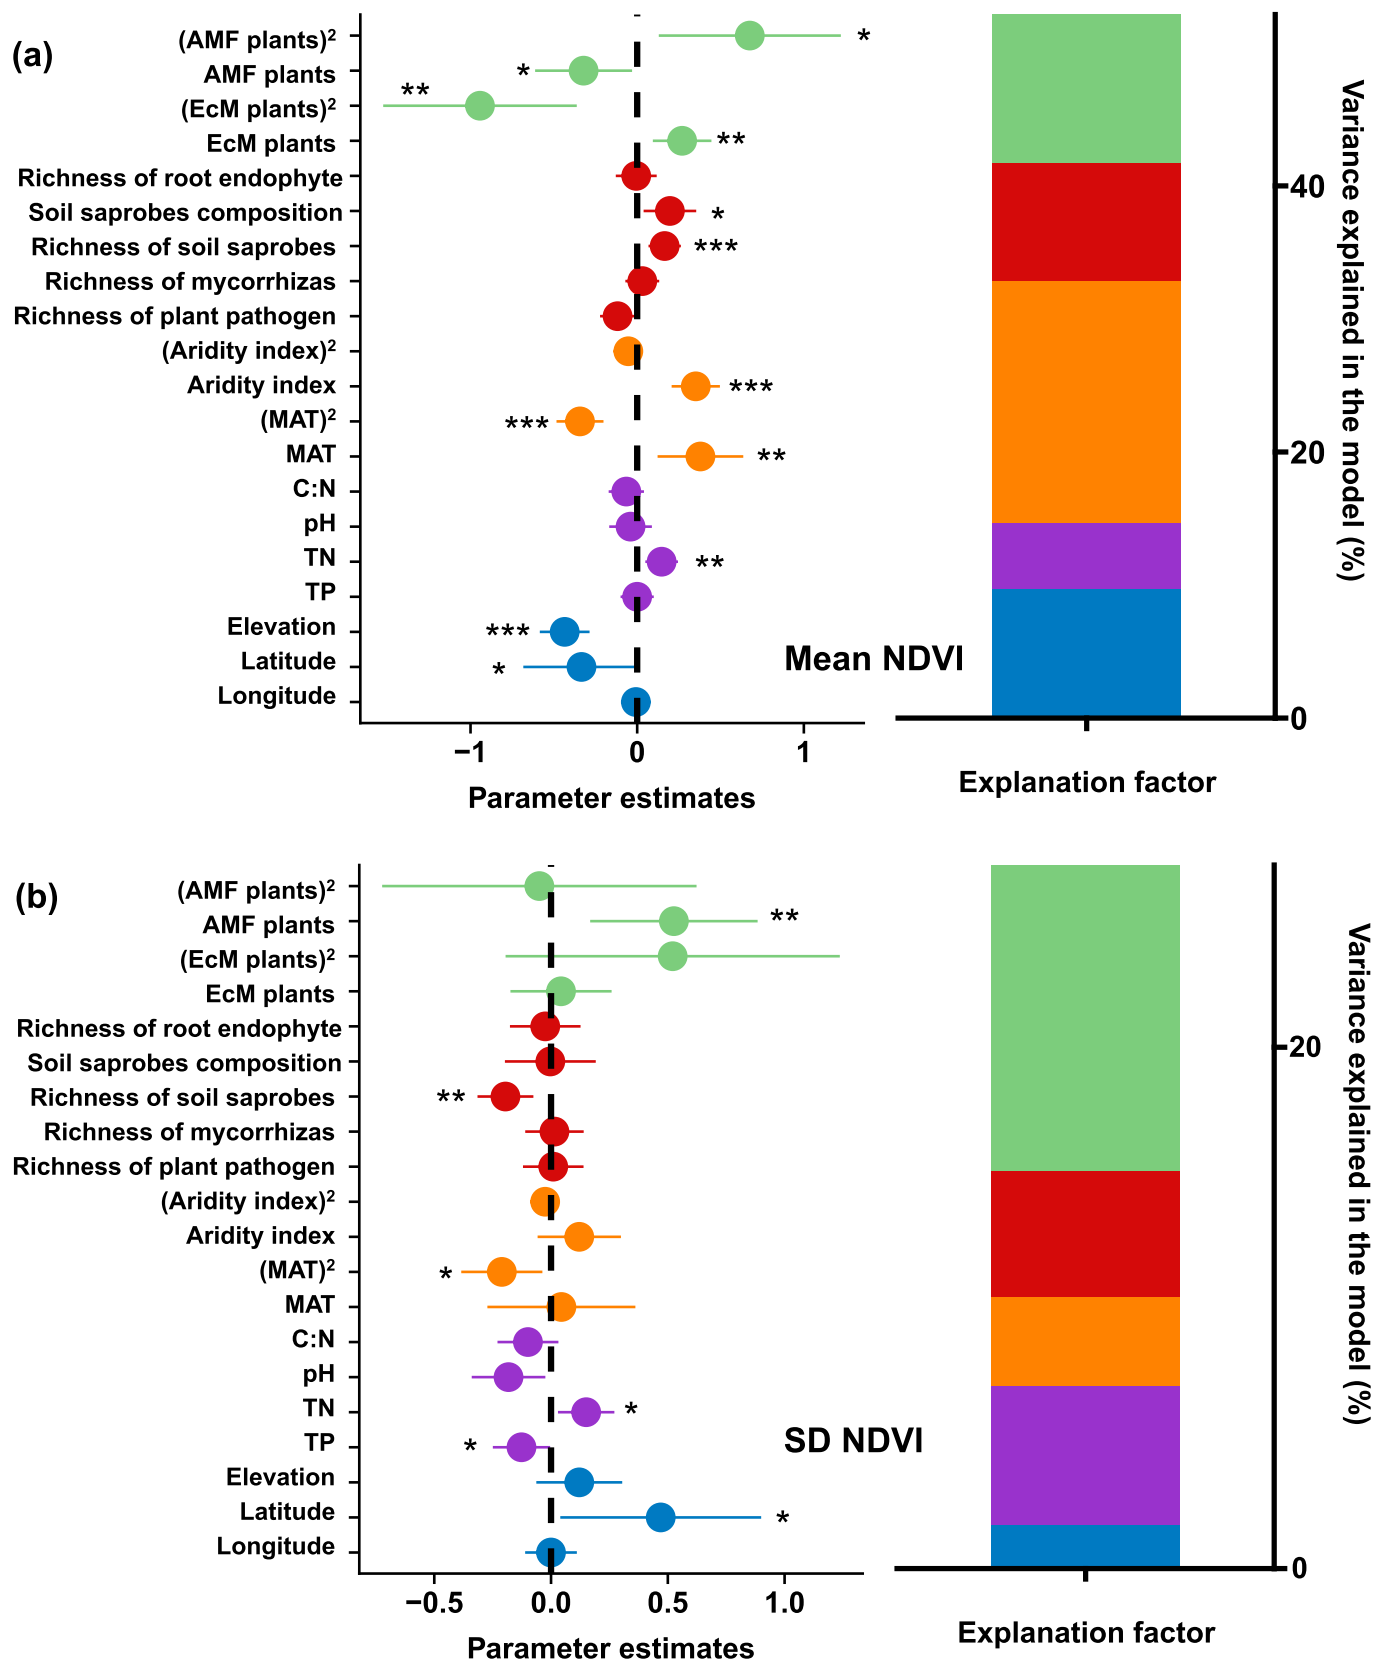 (a)
(AMF plants)²
*
AMF plants
*
(EcM plants)²
**
EcM plants
**
Richness of root endophyte
Soil saprobes composition
*
Richness of soil saprobes
***
Richness of mycorrhizas
Richness of plant pathogen
(Aridity index)²
Aridity index
***
(MAT)²
***
MAT
**
C:N
pH
TN
**
TP
Elevation
***
Latitude
*
Longitude
Mean NDVI
−1
0
1
Parameter estimates
40
20
0
Variance explained in the model (%)
Explanation factor
(b)
(AMF plants)²
AMF plants
**
(EcM plants)²
EcM plants
Richness of root endophyte
Soil saprobes composition
Richness of soil saprobes
**
Richness of mycorrhizas
Richness of plant pathogen
(Aridity index)²
Aridity index
(MAT)²
*
MAT
C:N
pH
TN
*
TP
*
Elevation
Latitude
*
Longitude
SD NDVI
−0.5
0.0
0.5
1.0
Parameter estimates
20
0
Variance explained in the model (%)
Explanation factor